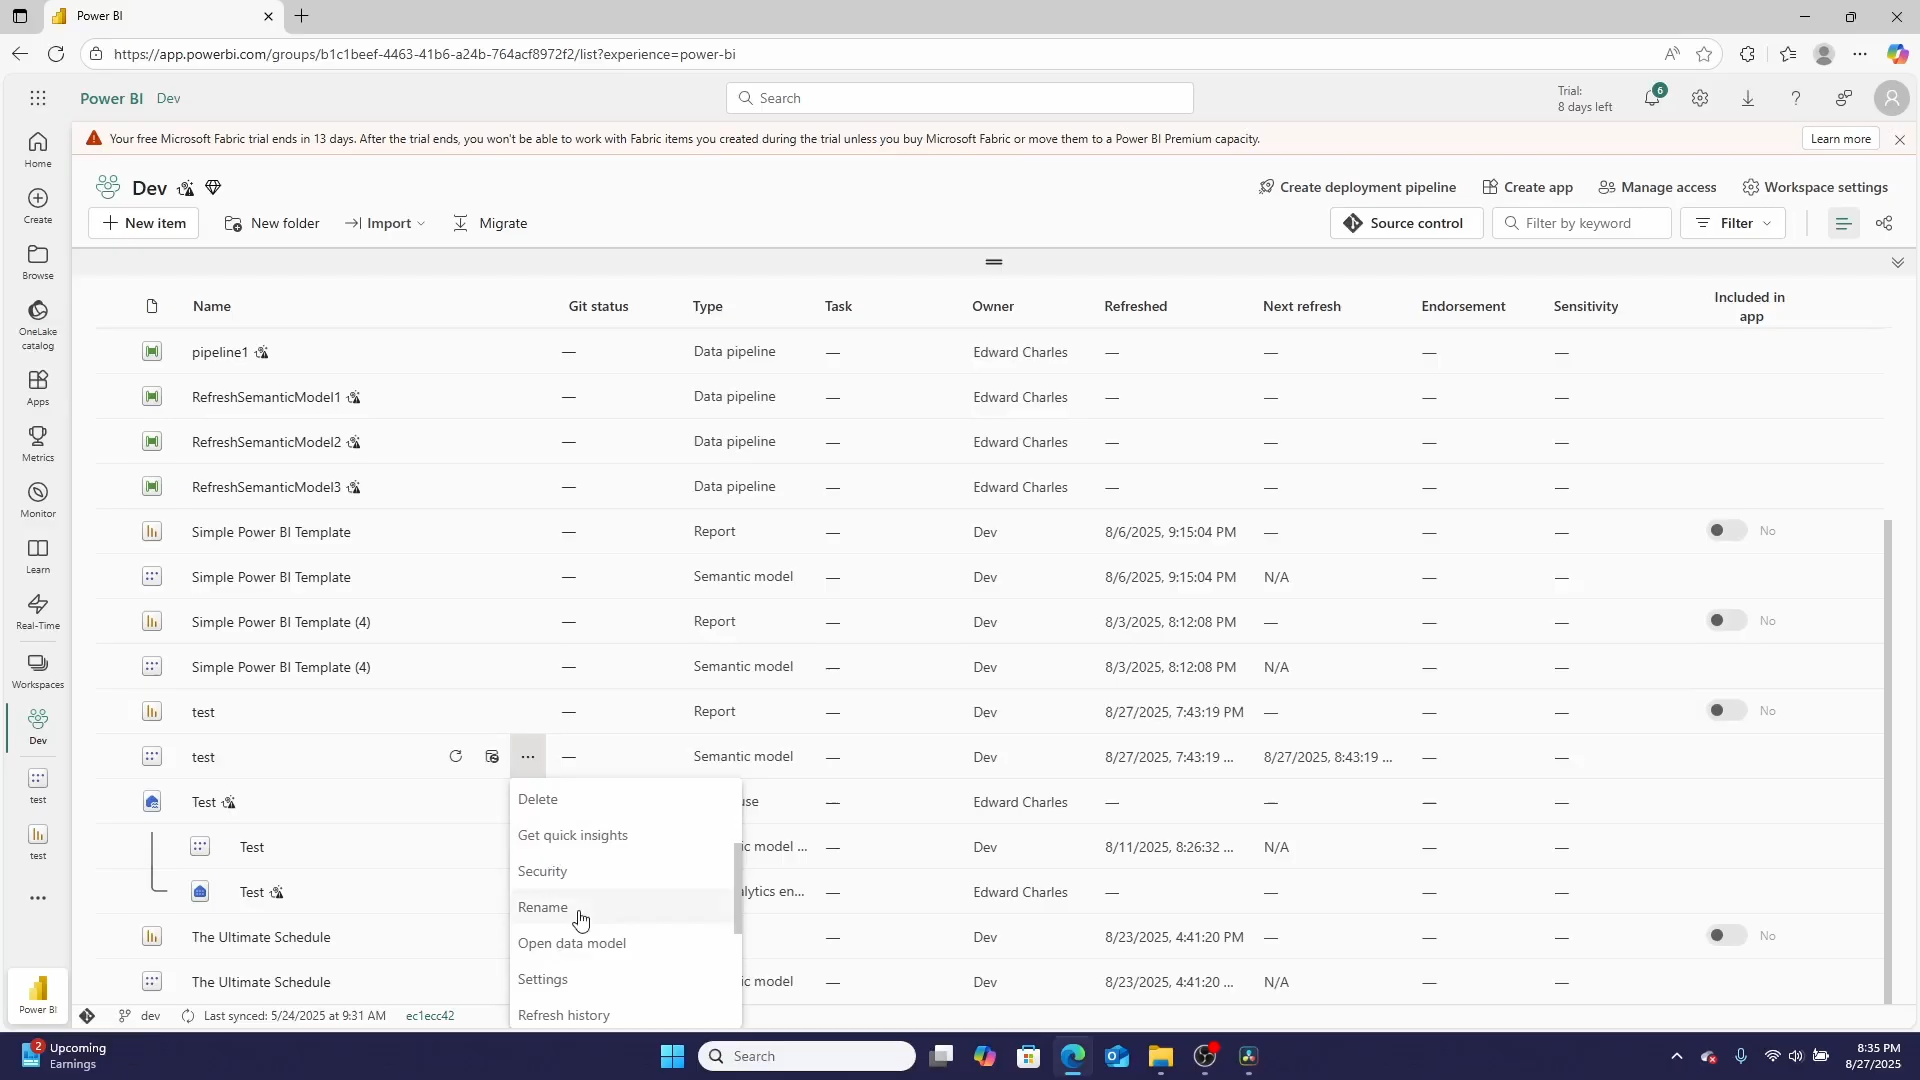 Power BI
https://app.powerbi.com/groups/b1c1beef-4463-41b6-a24b-764acf8972f2/list?experience=power-bi
Power BI Dev
Search
Trial:
8 days left
6
Your free Microsoft Fabric trial ends in 13 days. After the trial ends, you won't be able to work with Fabric items you created during the trial unless you buy Microsoft Fabric or move them to a Power BI Premium capacity.
Learn more
Home
Create
Browse
OneLake
catalog
Apps
Metrics
Monitor
Learn
Real-Time
Workspaces
Dev
test
test
Power BI
Dev
Create deployment pipeline Create app Manage access Workspace settings
New item New folder Import Migrate
Source control Filter by keyword Filter
Name Git status Type Task Owner Refreshed Next refresh Endorsement Sensitivity Included in
app
pipeline1 — Data pipeline — Edward Charles — — — —
RefreshSemanticModel1 — Data pipeline — Edward Charles — — — —
RefreshSemanticModel2 — Data pipeline — Edward Charles — — — —
RefreshSemanticModel3 — Data pipeline — Edward Charles — — — —
Simple Power BI Template — Report — Dev 8/6/2025, 9:15:04 PM — — — No
Simple Power BI Template — Semantic model — Dev 8/6/2025, 9:15:04 PM N/A — —
Simple Power BI Template (4) — Report — Dev 8/3/2025, 8:12:08 PM — — — No
Simple Power BI Template (4) — Semantic model — Dev 8/3/2025, 8:12:08 PM N/A — —
test — Report — Dev 8/27/2025, 7:43:19 PM — — — No
test ... — Semantic model — Dev 8/27/2025, 7:43:19 ... 8/27/2025, 8:43:19 ... — —
Test use — Edward Charles — — — —
Test ic model ... — Dev 8/11/2025, 8:26:32 ... N/A — —
Test lytics en... — Edward Charles — — — —
The Ultimate Schedule — Dev 8/23/2025, 4:41:20 PM — — — No
The Ultimate Schedule ic model — Dev 8/23/2025, 4:41:20 ... N/A — —
Delete
Get quick insights
Security
Rename
Open data model
Settings
Refresh history
dev Last synced: 5/24/2025 at 9:31 AM ec1ecc42
2
Upcoming
Earnings
Search
8:35 PM
8/27/2025